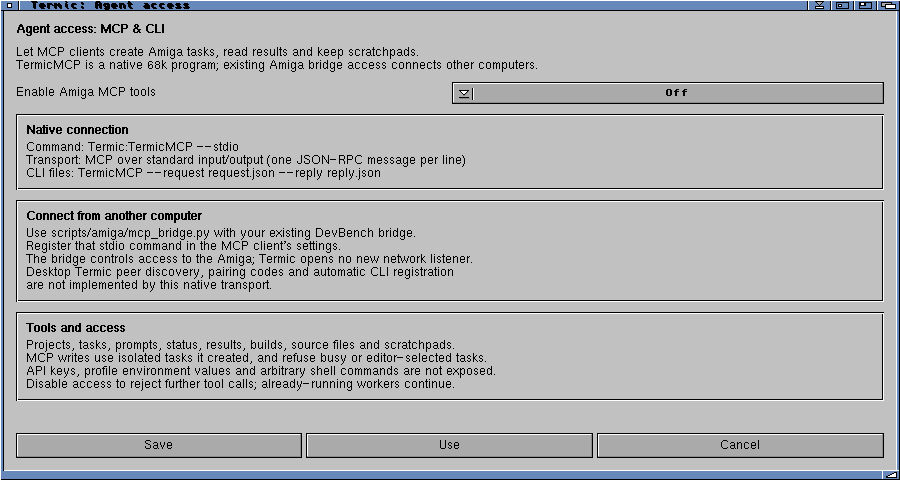 Termic: Agent access
Agent access: MCP & CLI
Let MCP clients create Amiga tasks, read results and keep scratchpads.
TermicMCP is a native 68k program; existing Amiga bridge access connects other computers.
Enable Amiga MCP tools
Off
Native connection
Command: Termic:TermicMCP --stdio
Transport: MCP over standard input/output (one JSON-RPC message per line)
CLI files: TermicMCP --request request.json --reply reply.json
Connect from another computer
Use scripts/amiga/mcp_bridge.py with your existing DevBench bridge.
Register that stdio command in the MCP client's settings.
The bridge controls access to the Amiga; Termic opens no new network listener.
Desktop Termic peer discovery, pairing codes and automatic CLI registration
are not implemented by this native transport.
Tools and access
Projects, tasks, prompts, status, results, builds, source files and scratchpads.
MCP writes use isolated tasks it created, and refuse busy or editor-selected tasks.
API keys, profile environment values and arbitrary shell commands are not exposed.
Disable access to reject further tool calls; already-running workers continue.
Save
Use
Cancel